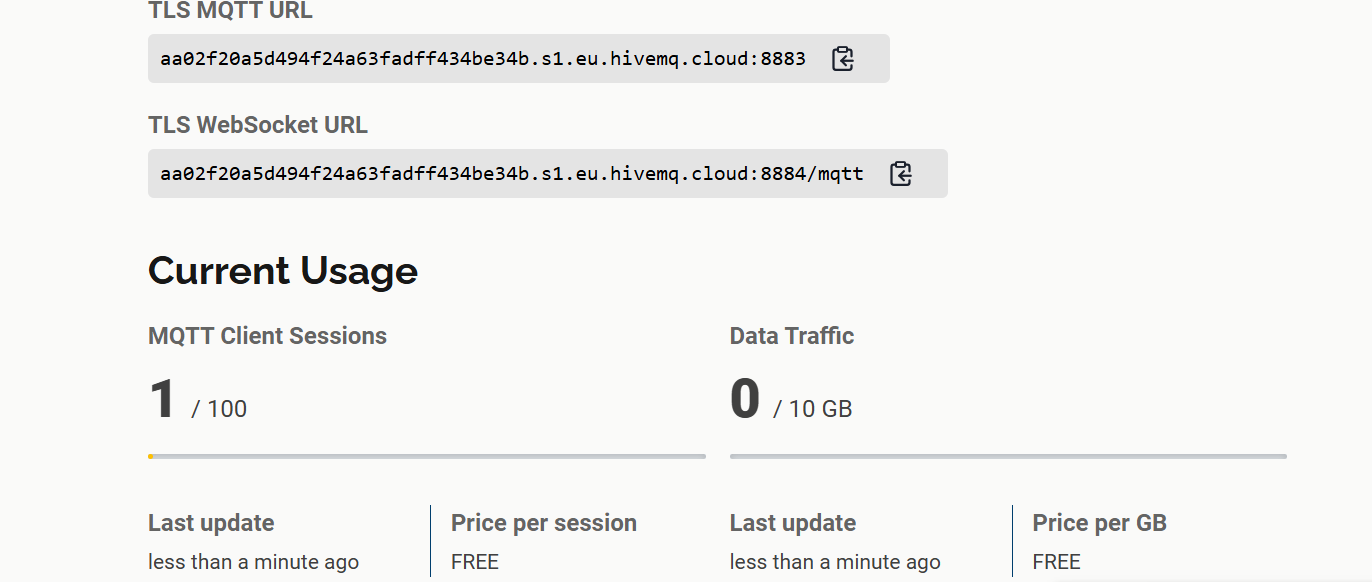 TLS MQTT URL
aa02f20a5d494f24a63fadff434be34b.s1.eu.hivemq.cloud:8883
TLS WebSocket URL
aa02f20a5d494f24a63fadff434be34b.s1.eu.hivemq.cloud:8884/mqtt
Current Usage
MQTT Client Sessions
1 / 100
Last update
less than a minute ago
Price per session
FREE
Data Traffic
0 / 10 GB
Last update
less than a minute ago
Price per GB
FREE